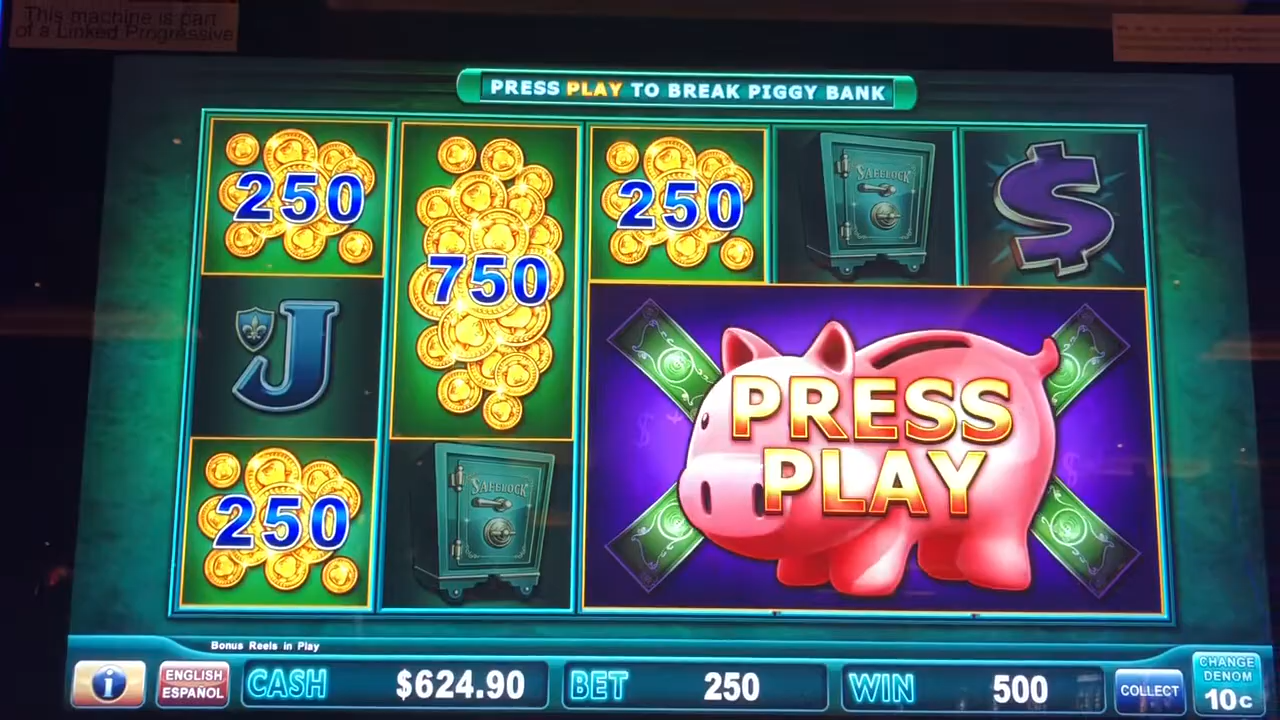 This machine is part
of a Linked Progressive
PRESS PLAY TO BREAK PIGGY BANK
250
750
250
SAFELOCK
$
J
PRESS
PLAY
250
SAFELOCK
Bonus Reels in Play
i
ENGLISH
ESPAÑOL
CASH
$624.90
BET
250
WIN
500
COLLECT
CHANGE
DENOM
10¢